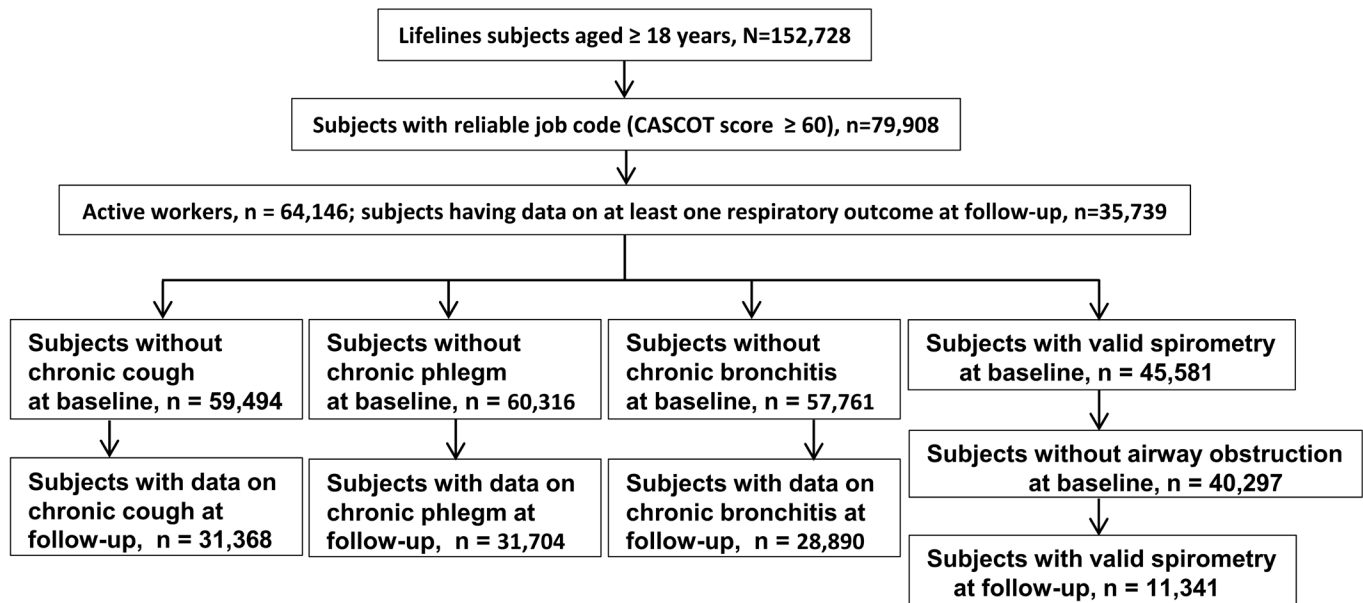 Lifelines subjects aged ≥ 18 years, N=152,728
Subjects with reliable job code (CASCOT score ≥ 60), n=79,908
Active workers, n = 64,146; subjects having data on at least one respiratory outcome at follow-up, n=35,739
Subjects without
chronic cough
at baseline, n = 59,494
Subjects without
chronic phlegm
at baseline, n = 60,316
Subjects without
chronic bronchitis
at baseline, n = 57,761
Subjects with valid spirometry
at baseline, n = 45,581
Subjects with data on
chronic cough at
follow-up, n = 31,368
Subjects with data on
chronic phlegm at
follow-up, n = 31,704
Subjects with data on
chronic bronchitis at
follow-up, n = 28,890
Subjects without airway obstruction
at baseline, n = 40,297
Subjects with valid spirometry
at follow-up, n = 11,341